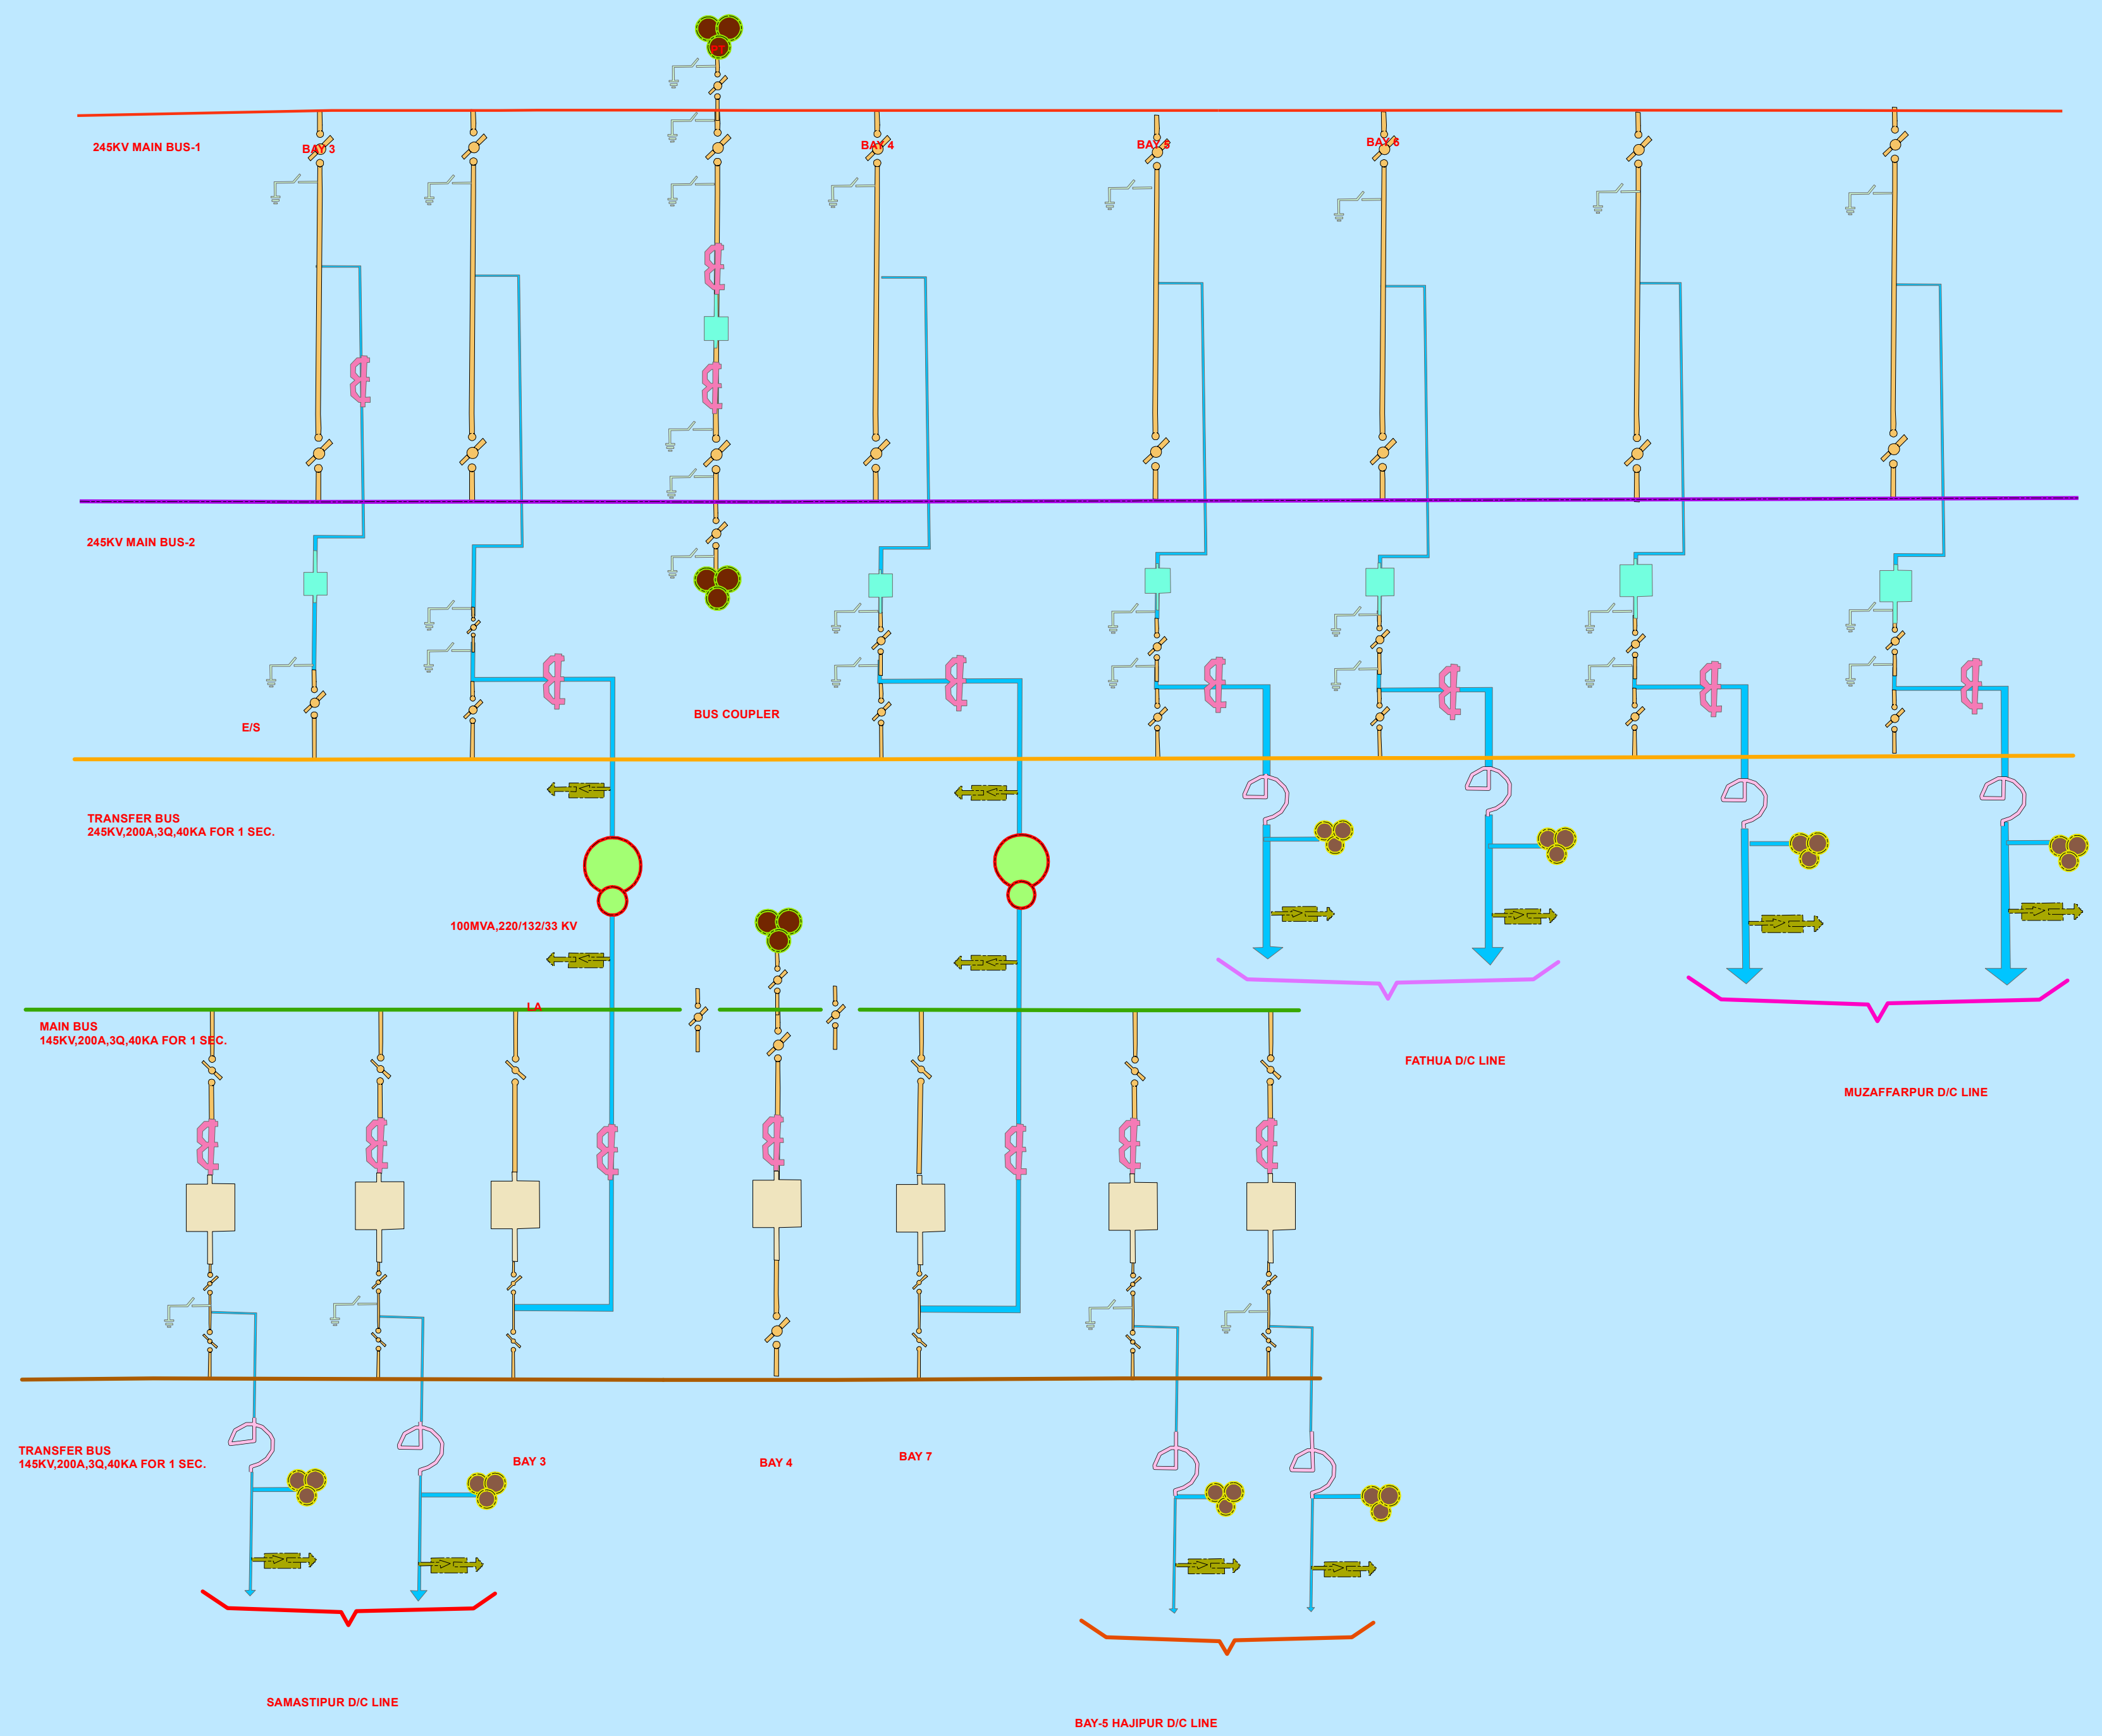 PT
245KV MAIN BUS-1
BAY 3
BAY 4
BAY 5
BAY 6
245KV MAIN BUS-2
E/S
BUS COUPLER
TRANSFER BUS
245KV,200A,3Q,40KA FOR 1 SEC.
100MVA,220/132/33 KV
LA
MAIN BUS
145KV,200A,3Q,40KA FOR 1 SEC.
FATHUA D/C LINE
MUZAFFARPUR D/C LINE
TRANSFER BUS
145KV,200A,3Q,40KA FOR 1 SEC.
BAY 3
BAY 4
BAY 7
SAMASTIPUR D/C LINE
BAY-5 HAJIPUR D/C LINE